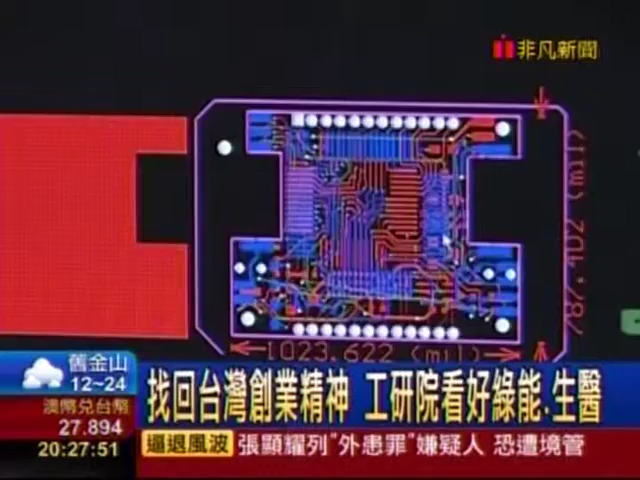 非凡新聞
787.402 (mil)
1023.622 (mil)
舊金山
12~24
找回台灣創業精神 工研院看好綠能.生醫
澳幣兌台幣
27.894
20:27:51
逼退風波 張顯耀列"外患罪"嫌疑人 恐遭境管